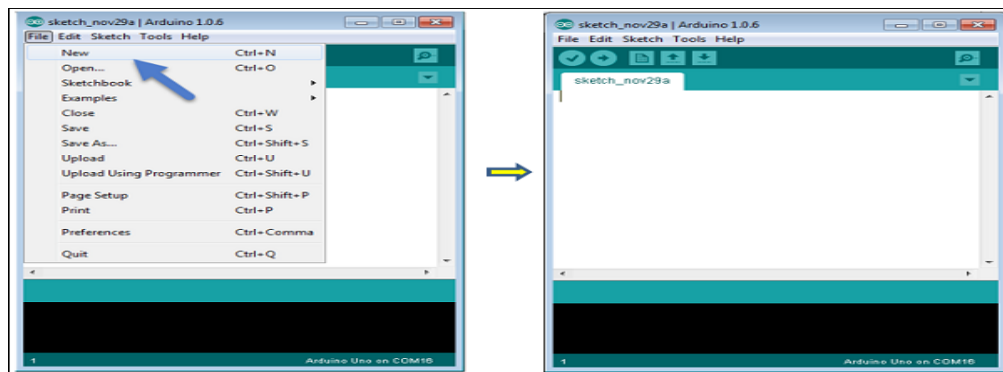 sketch_nov29a | Arduino 1.0.6
File Edit Sketch Tools Help
New Ctrl+N
Open... Ctrl+O
Sketchbook
Examples
Close Ctrl+W
Save Ctrl+S
Save As... Ctrl+Shift+S
Upload Ctrl+U
Upload Using Programmer Ctrl+Shift+U
Page Setup Ctrl+Shift+P
Print Ctrl+P
Preferences Ctrl+Comma
Quit Ctrl+Q
1 Arduino Uno on COM16
sketch_nov29a | Arduino 1.0.6
File Edit Sketch Tools Help
sketch_nov29a
1 Arduino Uno on COM16